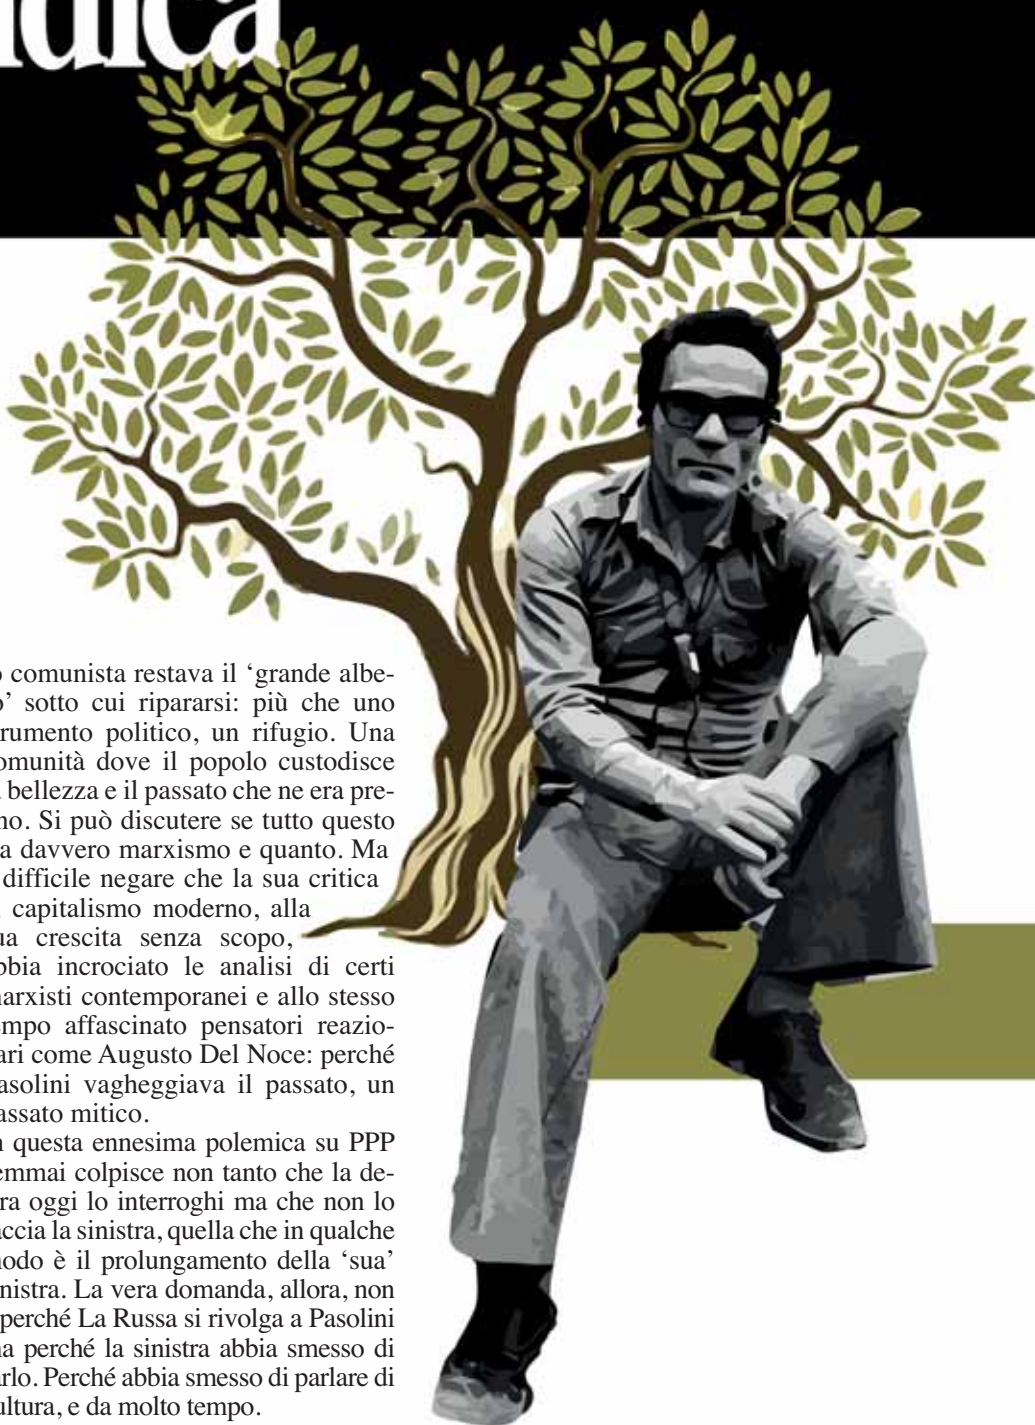 o comunista restava il ‘grande albe-
o’ sotto cui ripararsi: più che uno
rumento politico, un rifugio. Una
omunità dove il popolo custodisce
bellezza e il passato che ne era pre-
no. Si può discutere se tutto questo
a davvero marxismo e quanto. Ma
difficile negare che la sua critica
capitalismo moderno, alla
ua crescita senza scopo,
bbia incrociato le analisi di certi
arxisti contemporanei e allo stesso
empo affascinato pensatori reazio-
ari come Augusto Del Noce: perché
asolini vagheggiava il passato, un
assato mitico.
n questa ennesima polemica su PPP
emmai colpisce non tanto che la de-
ra oggi lo interroghi ma che non lo
accia la sinistra, quella che in qualche
modo è il prolungamento della ‘sua’
nistra. La vera domanda, allora, non
perché La Russa si rivolga a Pasolini
ma perché la sinistra abbia smesso di
arlo. Perché abbia smesso di parlare di
ultura, e da molto tempo.